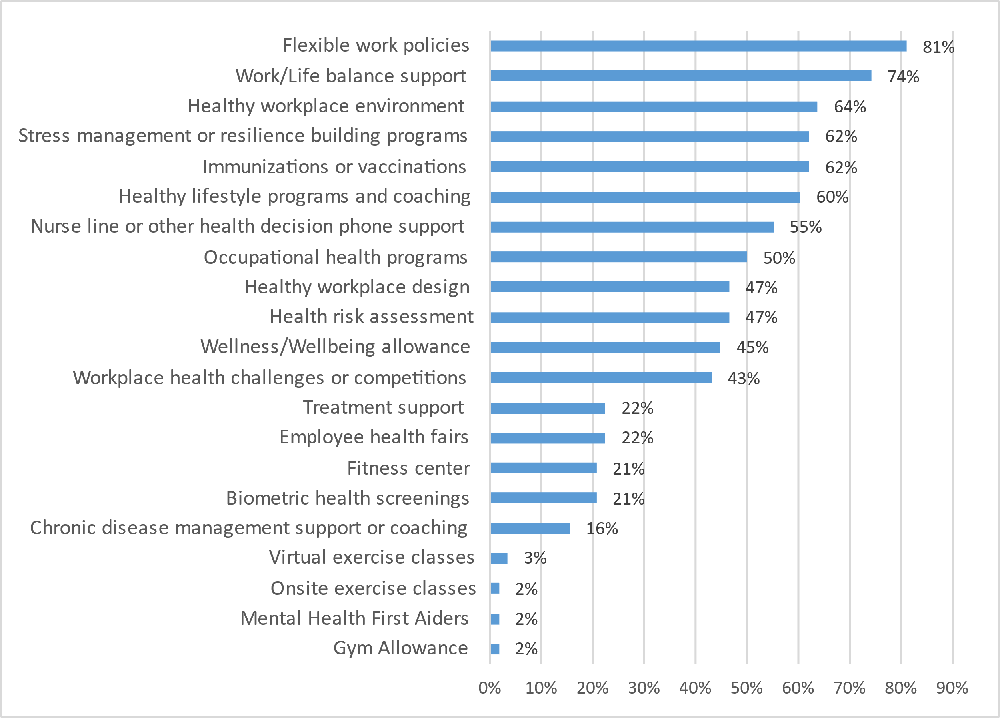 Flexible work policies 81%
Work/Life balance support 74%
Healthy workplace environment 64%
Stress management or resilience building programs 62%
Immunizations or vaccinations 62%
Healthy lifestyle programs and coaching 60%
Nurse line or other health decision phone support 55%
Occupational health programs 50%
Healthy workplace design 47%
Health risk assessment 47%
Wellness/Wellbeing allowance 45%
Workplace health challenges or competitions 43%
Treatment support 22%
Employee health fairs 22%
Fitness center 21%
Biometric health screenings 21%
Chronic disease management support or coaching 16%
Virtual exercise classes 3%
Onsite exercise classes 2%
Mental Health First Aiders 2%
Gym Allowance 2%
0% 10% 20% 30% 40% 50% 60% 70% 80% 90%